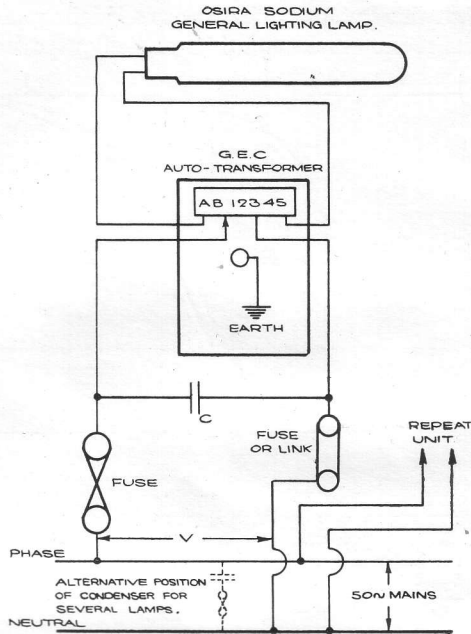 OSIRA SODIUM
GENERAL LIGHTING LAMP.
G.E.C
AUTO-TRANSFORMER
AB 12345
EARTH
C
FUSE
OR LINK
REPEAT
UNIT.
FUSE
V
PHASE
ALTERNATIVE POSITION
OF CONDENSER FOR
SEVERAL LAMPS.
50~ MAINS
NEUTRAL